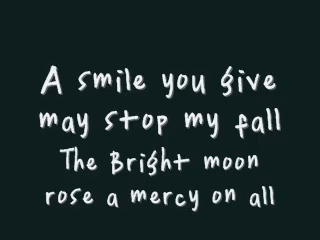 A smile you give
may stop my fall
The Bright moon
rose a mercy on all